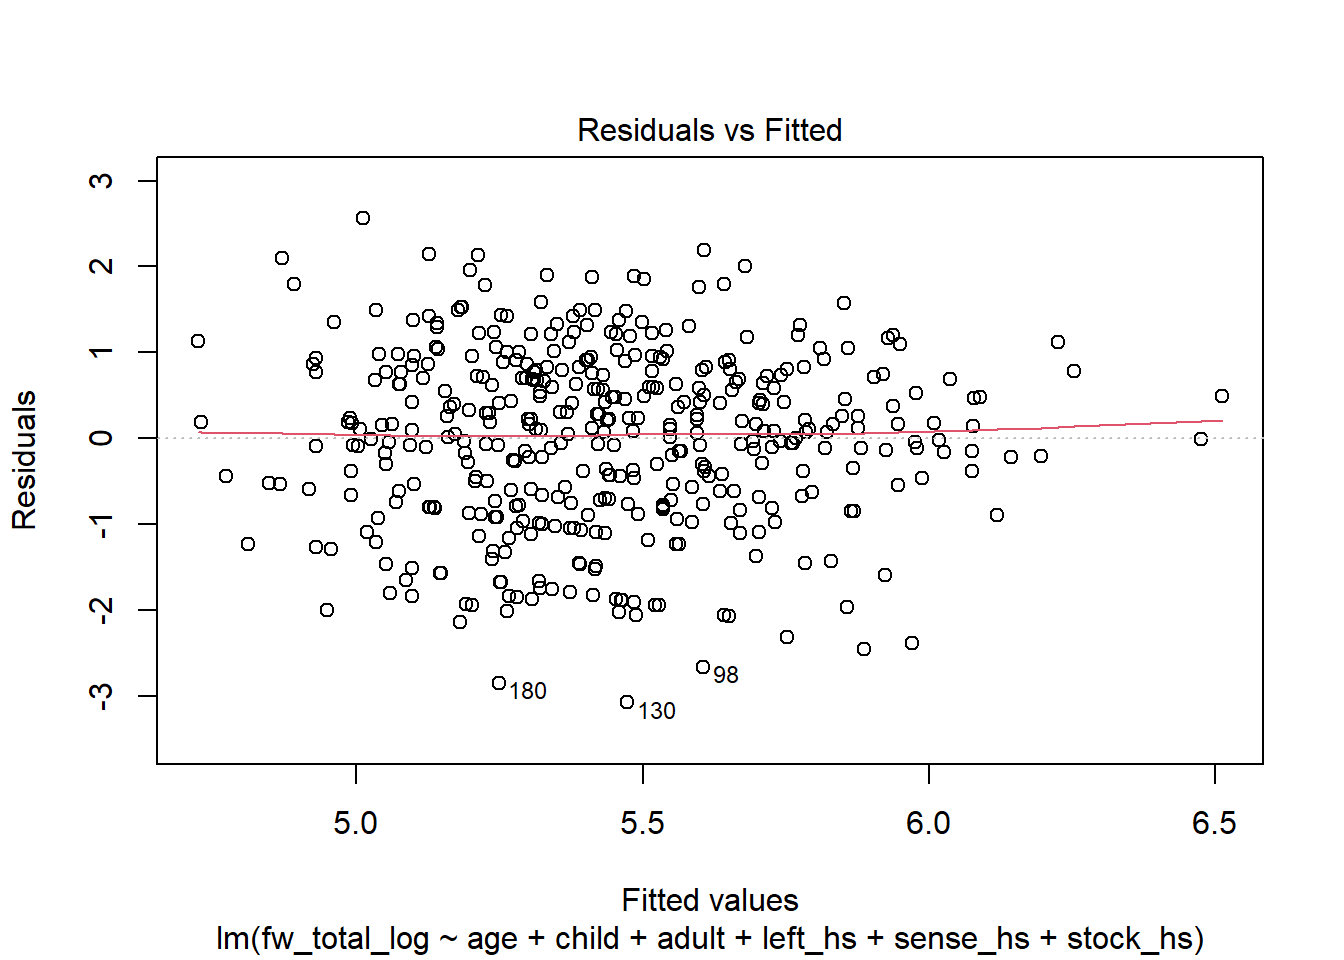 Residuals vs Fitted
Residuals
3
2
1
0
-1
-2
-3
98
180
130
5.0 5.5 6.0 6.5
Fitted values
lm(fw_total_log ~ age + child + adult + left_hs + sense_hs + stock_hs)